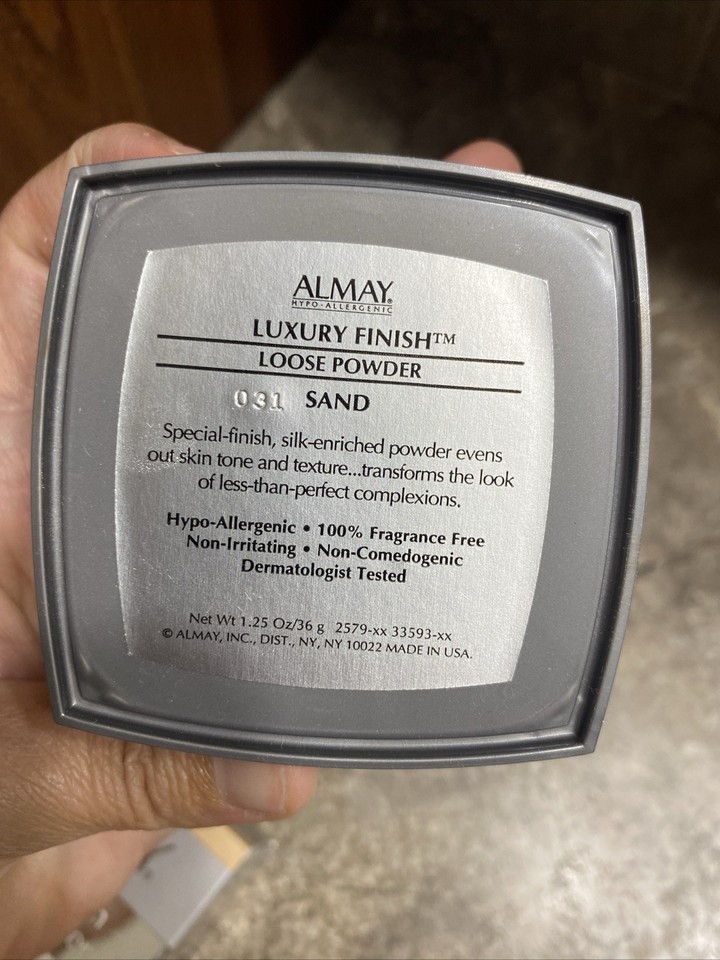 ALMAY®
HYPO-ALLERGENIC
LUXURY FINISH™
LOOSE POWDER
031 SAND
Special-finish, silk-enriched powder evens
out skin tone and texture...transforms the look
of less-than-perfect complexions.
Hypo-Allergenic • 100% Fragrance Free
Non-Irritating • Non-Comedogenic
Dermatologist Tested
Net Wt 1.25 Oz/36 g 2579-xx 33593-xx
© ALMAY, INC., DIST., NY, NY 10022 MADE IN USA.